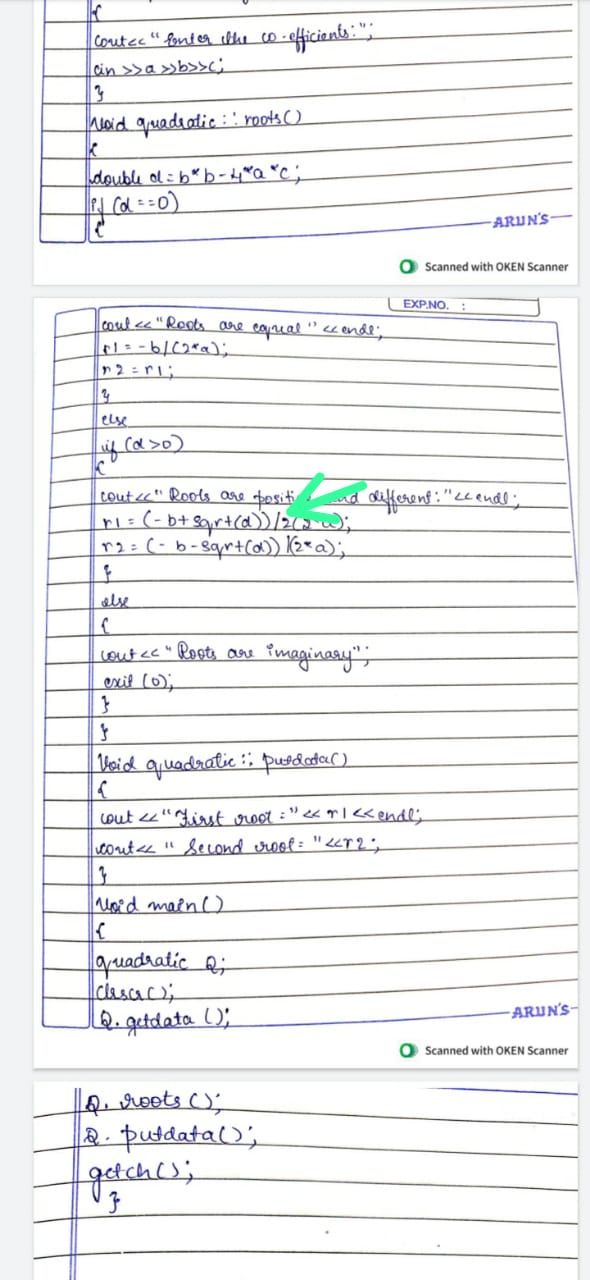 {
cout<<"Enter the co-efficients:";
cin >>a >>b>>c;
}
Void quadratic :: roots()
{
double d = b*b-4*a*c;
if (d==0)
{
ARUN'S
Scanned with OKEN Scanner
EXP.NO. :
cout << "Roots are equal" <<endl;
r1 = -b/(2*a);
r2 = r1;
}
else
if (d>0)
{
cout<<" Roots are different:"<<endl;
r1 = (-b+sqrt(d))/2(2*a);
r2 = (- b-sqrt(d))/(2*a);
}
else
{
cout<< "Roots are imaginary";
exit (0);
}
}
Void quadratic :: putdata()
{
cout <<"First root ="<< r1<<endl;
cout<< " Second root= "<<r2;
}
Void main()
{
quadratic Q;
clrscr();
Q. getdata ();
ARUN'S
Scanned with OKEN Scanner
Q. roots ();
Q. putdata();
getch();
}